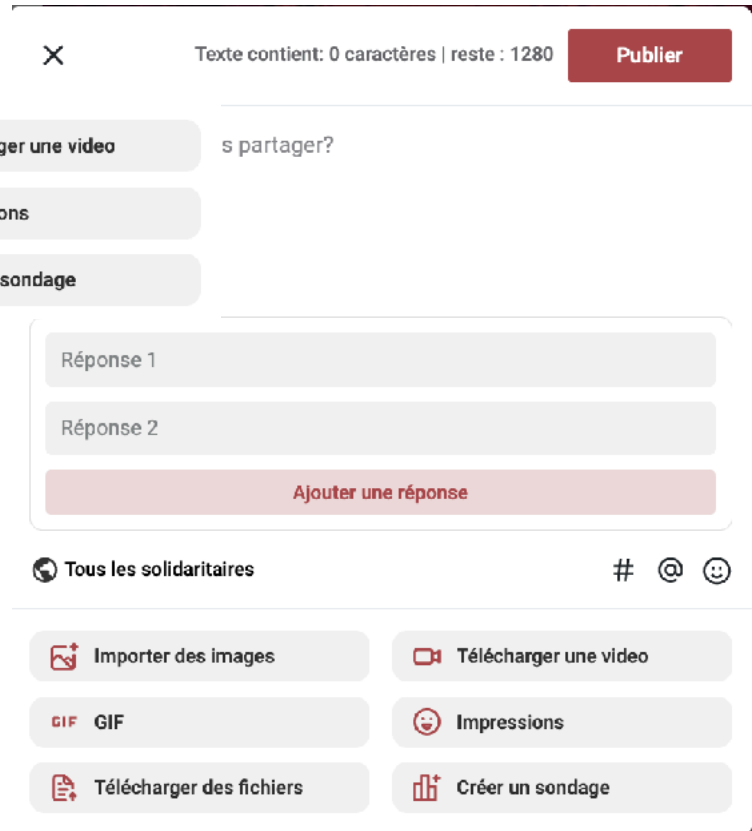 Texte contient: 0 caractères | reste : 1280
Publier
ger une video
s partager?
ons
sondage
Réponse 1
Réponse 2
Ajouter une réponse
Tous les solidaritaires
# @
Importer des images
Télécharger une video
GIF GIF
Impressions
Télécharger des fichiers
Créer un sondage